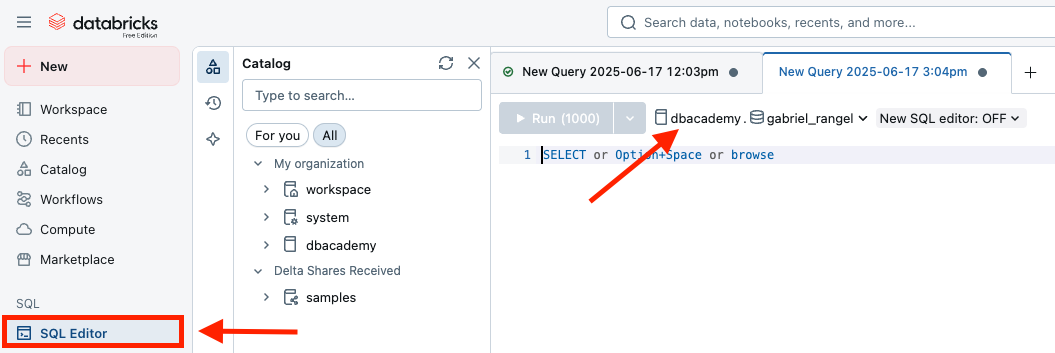 databricks
Free Edition
Search data, notebooks, recents, and more...
New
Workspace
Recents
Catalog
Workflows
Compute
Marketplace
SQL
SQL Editor
Catalog
Type to search...
For you
All
My organization
workspace
system
dbacademy
Delta Shares Received
samples
New Query 2025-06-17 12:03pm
New Query 2025-06-17 3:04pm
Run (1000)
dbacademy . gabriel_rangel
New SQL editor: OFF
1 SELECT or Option+Space or browse